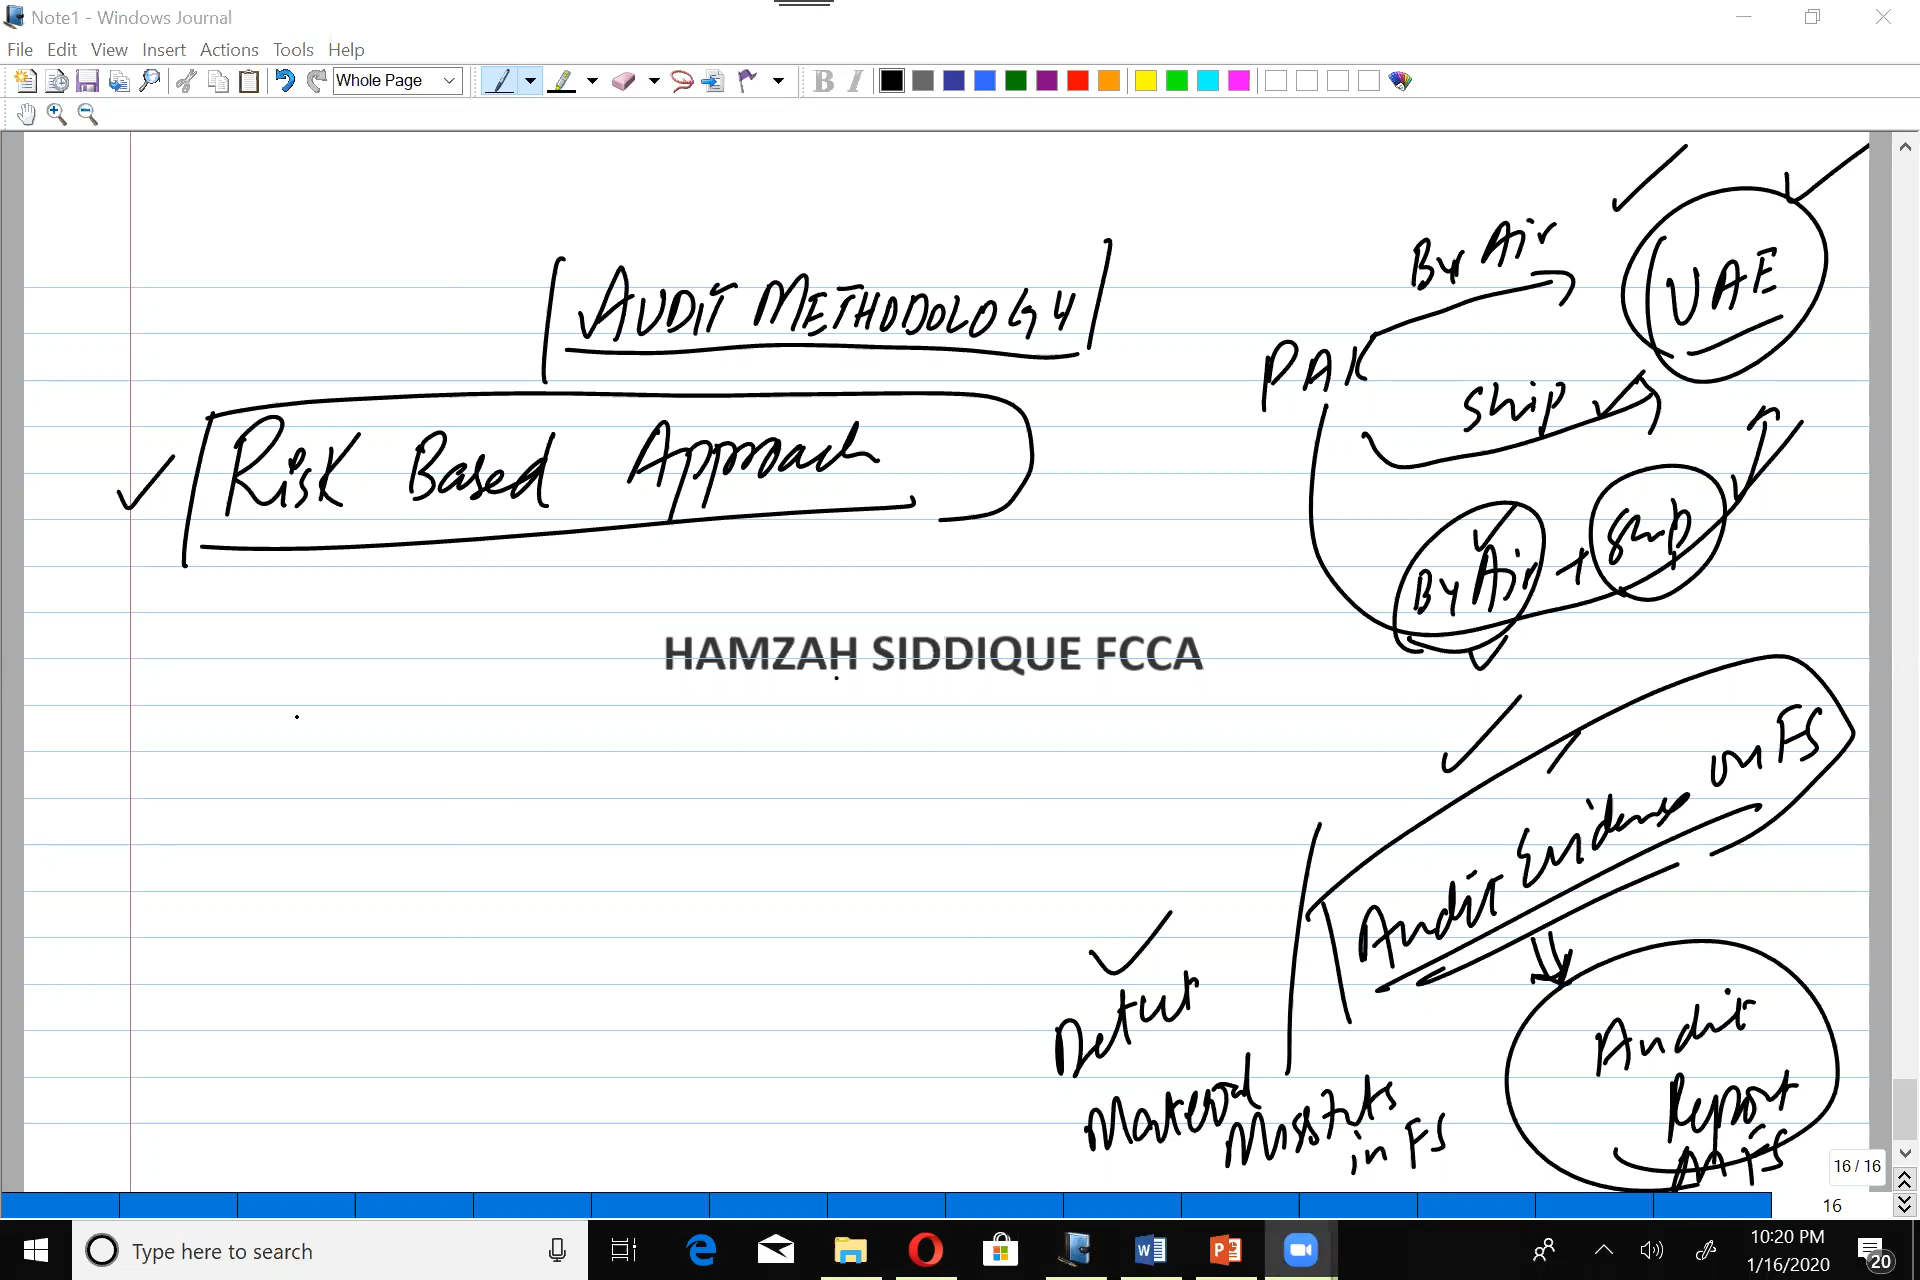 Note1 - Windows Journal
File Edit View Insert Actions Tools Help
Whole Page
B I
AUDIT METHODOLOGY
Risk Based Approach
By Air
UAE
PAK
Ship
By Air + Ship
HAMZAH SIDDIQUE FCCA
Audit Evidence on FS
Detect
Material
in FS
Audit
Report
16 / 16
16
Type here to search
10:20 PM
1/16/2020
20